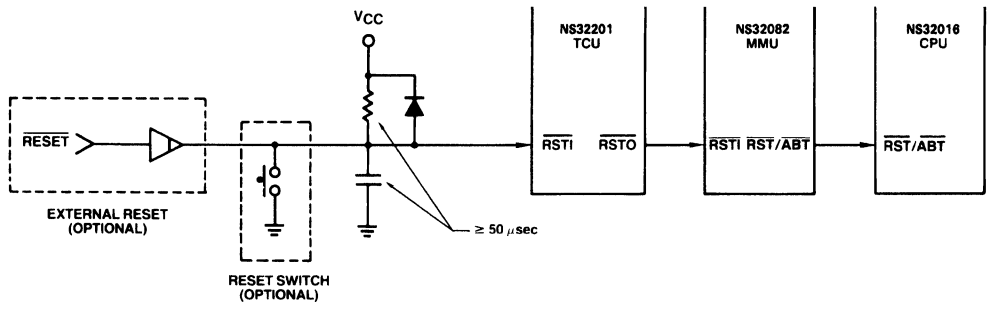 VCC
NS32201
TCU
NS32082
MMU
NS32016
CPU
RESET
RSTI RSTO
RSTI RST/ABT
RST/ABT
EXTERNAL RESET
(OPTIONAL)
≥ 50 μsec
RESET SWITCH
(OPTIONAL)